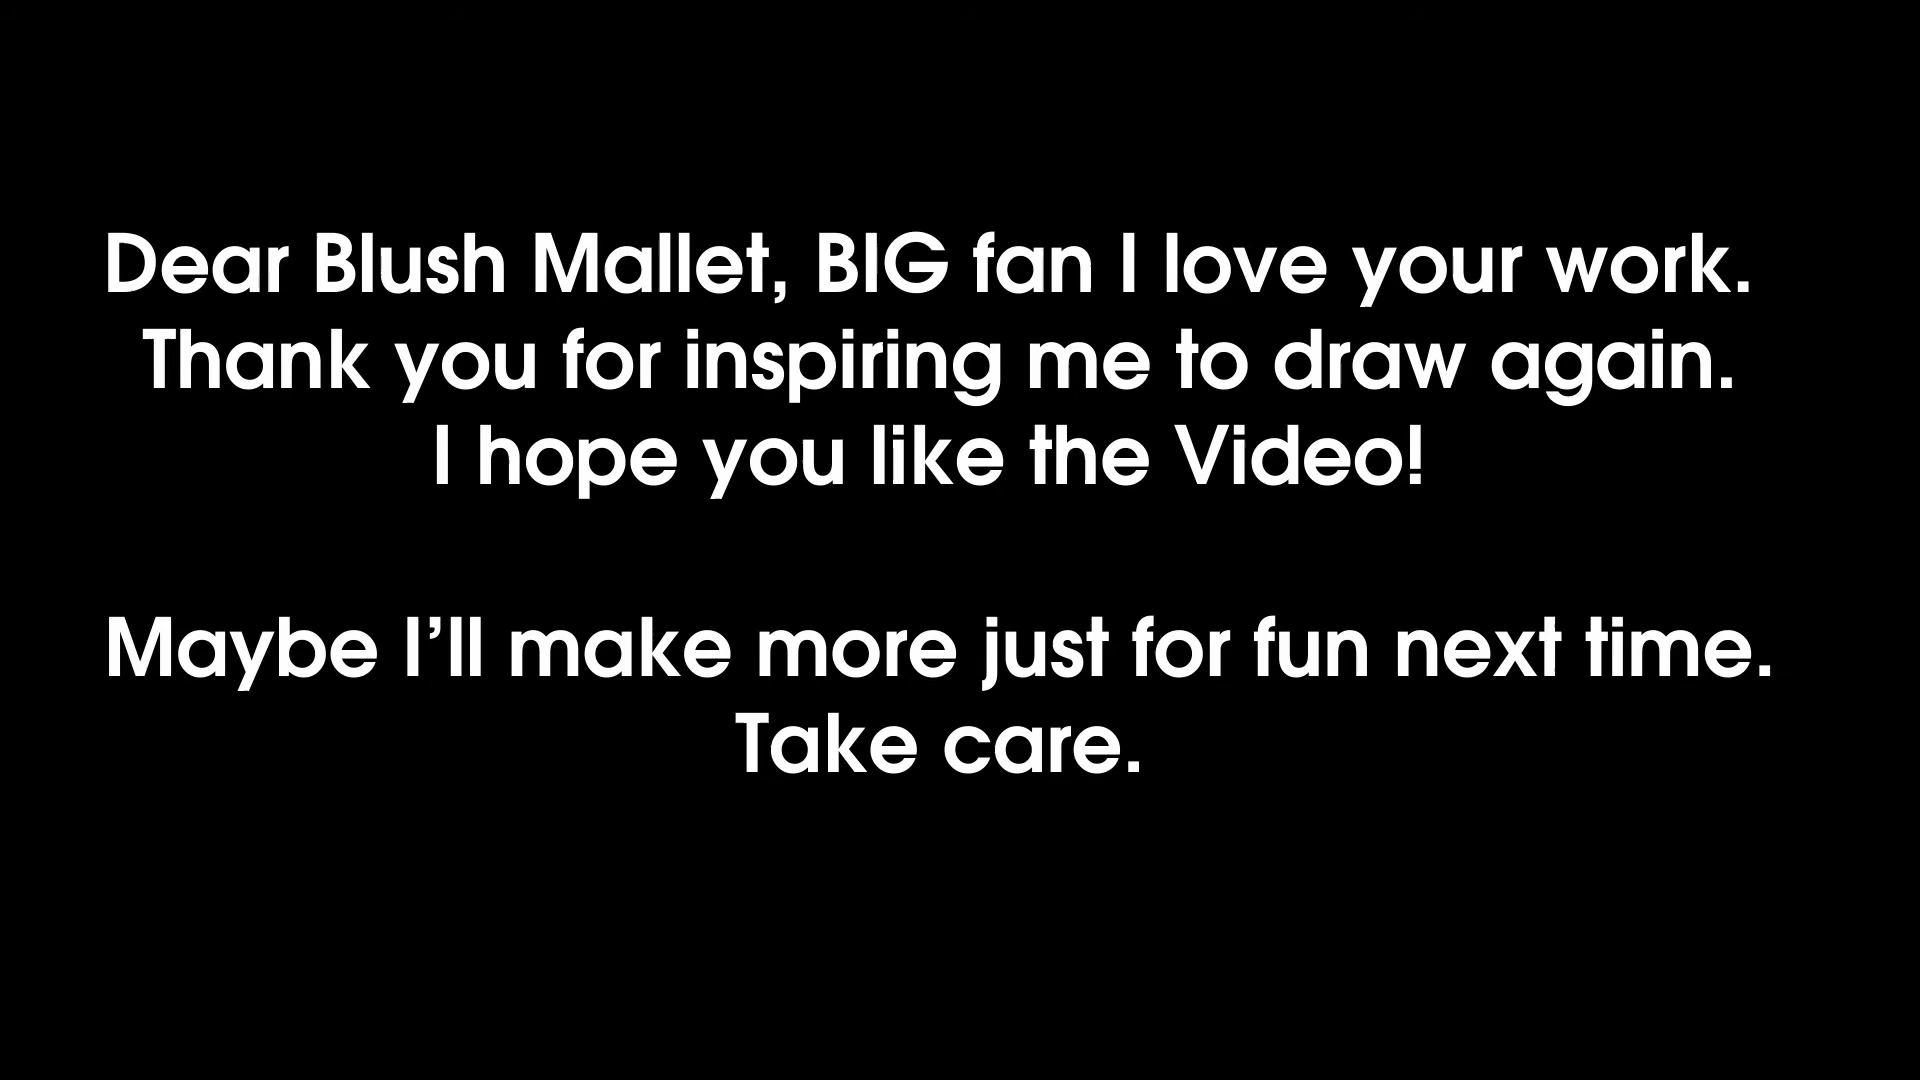 Dear Blush Mallet, BIG fan I love your work.
Thank you for inspiring me to draw again.
I hope you like the Video!
Maybe I’ll make more just for fun next time.
Take care.